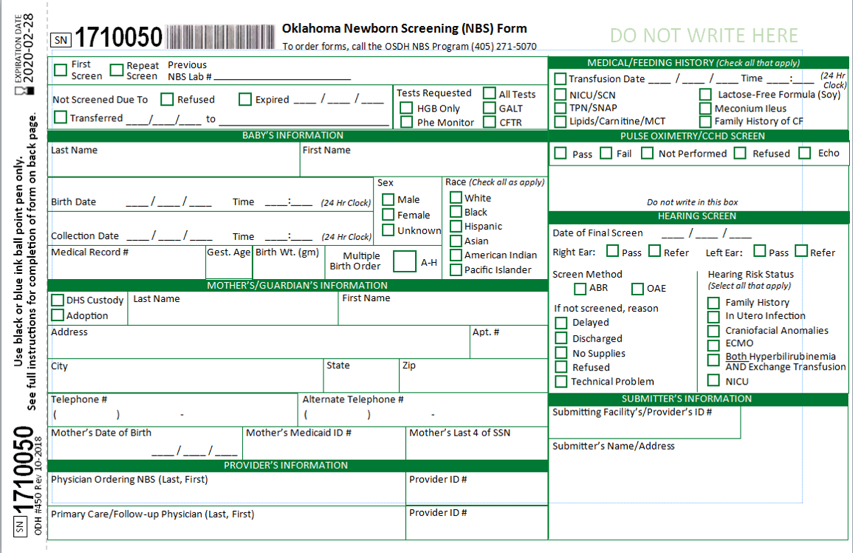 EXPIRATION DATE
2020-02-28
Use black or blue ink ball point pen only.
See full instructions for completion of form on back page.
SN 1710050
ODH #450 Rev 10-2018
SN 1710050
Oklahoma Newborn Screening (NBS) Form
To order forms, call the OSDH NBS Program (405) 271-5070
DO NOT WRITE HERE
First Screen
Repeat Screen
Previous NBS Lab # ____
Not Screened Due To
Refused
Expired ____ / ____ / ____
Transferred ____/____/____ to ____
Tests Requested
All Tests
HGB Only
GALT
Phe Monitor
CFTR
BABY'S INFORMATION
Last Name
First Name
Birth Date ____ / ____ / ____ Time ____:____ (24 Hr Clock)
Collection Date ____ / ____ / ____ Time ____:____ (24 Hr Clock)
Sex
Male
Female
Unknown
Race (Check all as apply)
White
Black
Hispanic
Asian
American Indian
Pacific Islander
Medical Record #
Gest. Age
Birth Wt. (gm)
Multiple Birth Order
A-H
MOTHER'S/GUARDIAN'S INFORMATION
DHS Custody
Adoption
Last Name
First Name
Address
Apt. #
City
State
Zip
Telephone #
( ) -
Alternate Telephone #
( ) -
Mother's Date of Birth
____ / ____ / ____
Mother's Medicaid ID #
Mother's Last 4 of SSN
PROVIDER'S INFORMATION
Physician Ordering NBS (Last, First)
Provider ID #
Primary Care/Follow-up Physician (Last, First)
Provider ID #
MEDICAL/FEEDING HISTORY (Check all that apply)
Transfusion Date ____ / ____ / ____ Time ____:____ (24 Hr Clock)
NICU/SCN
Lactose-Free Formula (Soy)
TPN/SNAP
Meconium Ileus
Lipids/Carnitine/MCT
Family History of CF
PULSE OXIMETRY/CCHD SCREEN
Pass
Fail
Not Performed
Refused
Echo
Do not write in this box
HEARING SCREEN
Date of Final Screen ____ / ____ / ____
Right Ear: Pass Refer Left Ear: Pass Refer
Screen Method
ABR
OAE
If not screened, reason
Delayed
Discharged
No Supplies
Refused
Technical Problem
Hearing Risk Status
(Select all that apply)
Family History
In Utero Infection
Craniofacial Anomalies
ECMO
Both Hyperbilirubinemia
AND Exchange Transfusion
NICU
SUBMITTER'S INFORMATION
Submitting Facility's/Provider's ID #
Submitter's Name/Address